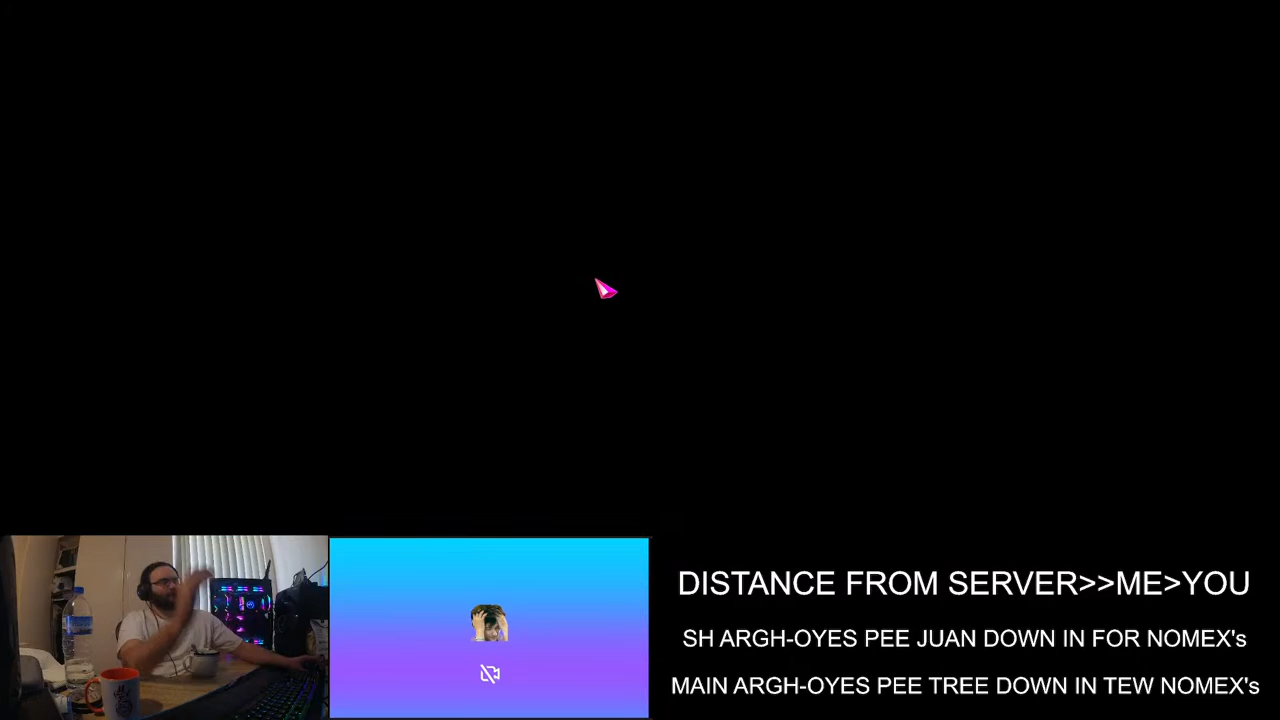 DISTANCE FROM SERVER>>ME>YOU
SH ARGH-OYES PEE JUAN DOWN IN FOR NOMEX's
MAIN ARGH-OYES PEE TREE DOWN IN TEW NOMEX's